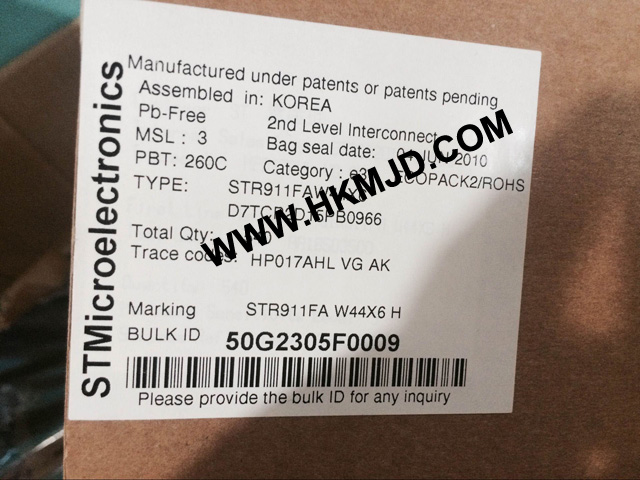 STMicroelectronics
Manufactured under patents or patents pending
Assembled in: KOREA
Pb-Free 2nd Level Interconnect
MSL: 3 Bag seal date: 2010
PBT: 260C Category: ECOPACK2/ROHS
TYPE:
Total Qty:
Trace codes: HP017AHL VG AK
Marking STR911FA W44X6 H
BULK ID 50G2305F0009
Please provide the bulk ID for any inquiry
WWW.HKMJD.COM